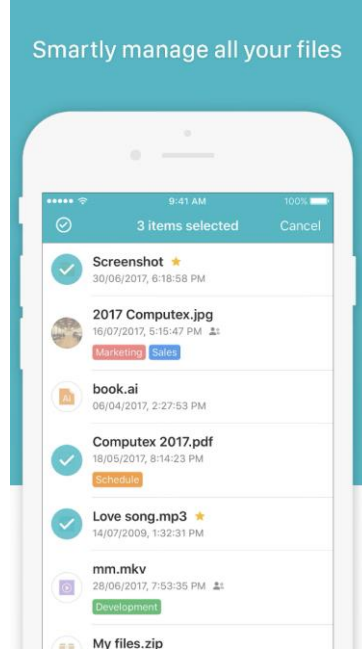 Smartly manage all your files
9:41 AM
100%
3 items selected
Cancel
Screenshot
30/06/2017, 6:18:58 PM
2017 Computex.jpg
16/07/2017, 5:15:47 PM
Marketing Sales
Ai
book.ai
06/04/2017, 2:27:53 PM
Computex 2017.pdf
18/05/2017, 8:14:23 PM
Schedule
Love song.mp3
14/07/2009, 1:32:31 PM
mm.mkv
28/06/2017, 7:53:35 PM
Development
My files.zip